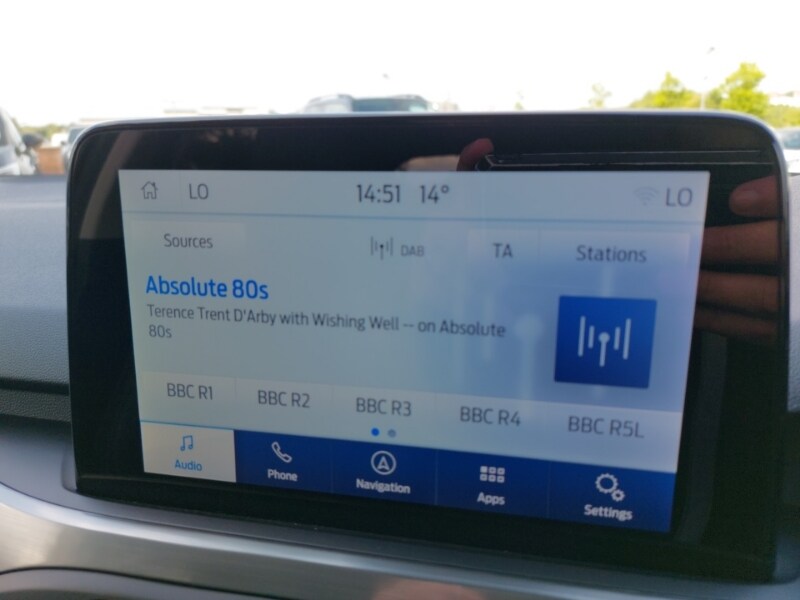 LO 14:51 14° LO
Sources DAB TA Stations
Absolute 80s
Terence Trent D'Arby with Wishing Well -- on Absolute
80s
BBC R1 BBC R2 BBC R3 BBC R4 BBC R5L
Audio Phone Navigation Apps Settings